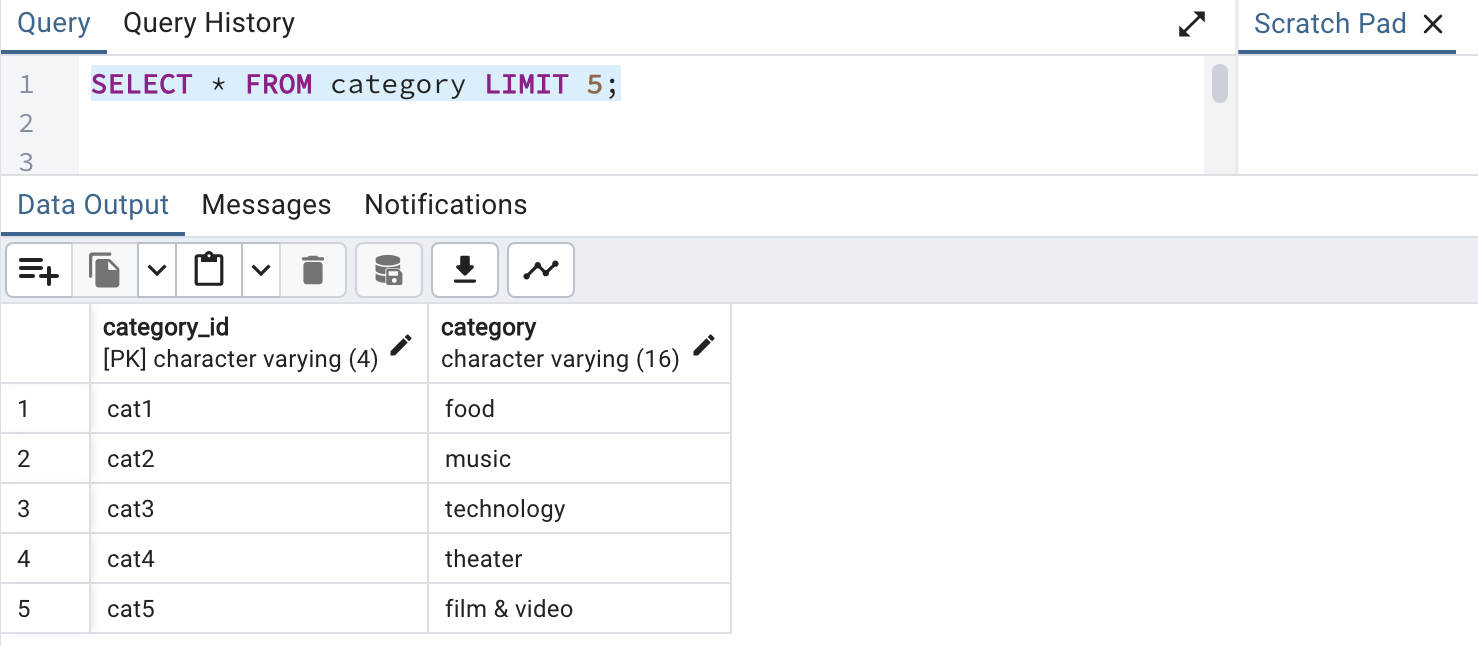 Query Query History Scratch Pad
1 SELECT * FROM category LIMIT 5;
2
3
Data Output Messages Notifications
category_id category
[PK] character varying (4) character varying (16)
1 cat1 food
2 cat2 music
3 cat3 technology
4 cat4 theater
5 cat5 film & video